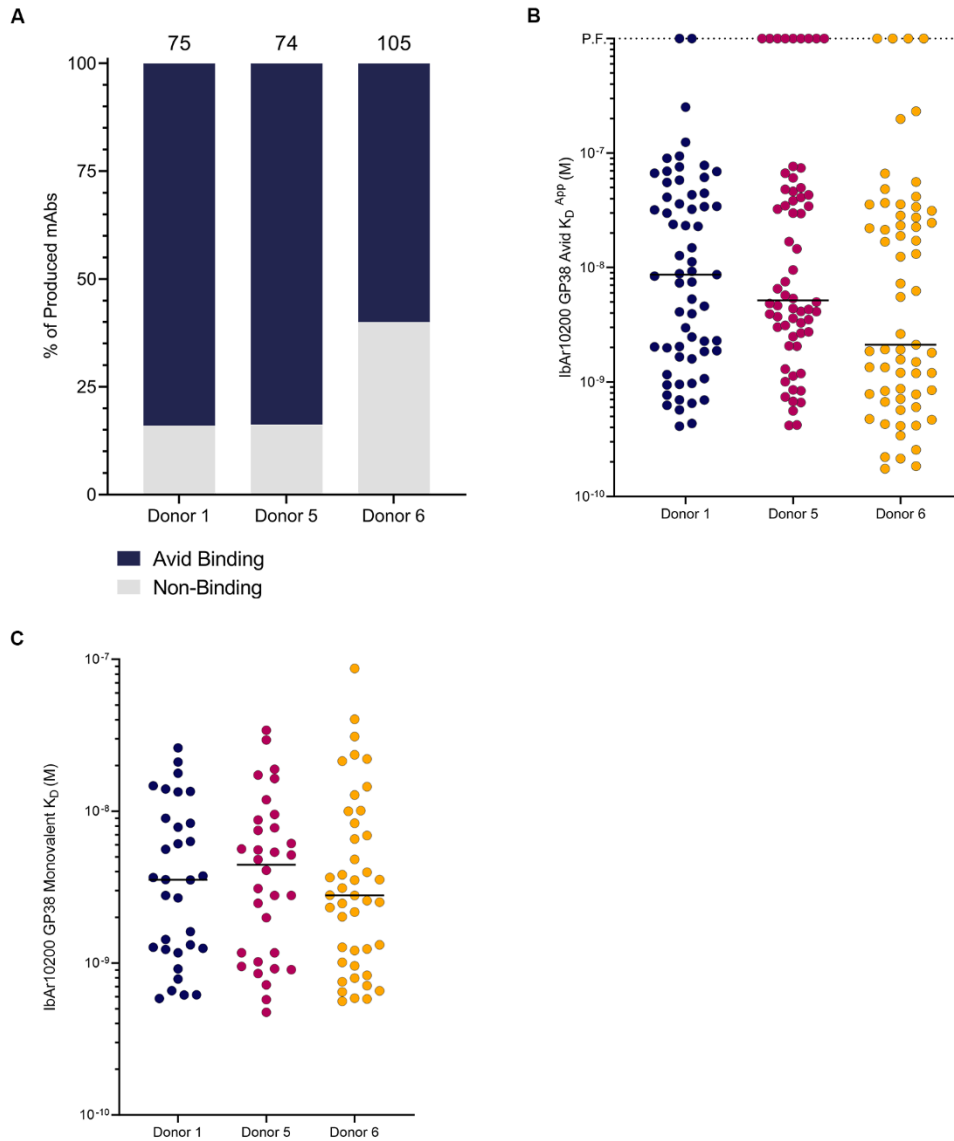 A
75 74 105
100
75
50
25
0
% of Produced mAbs
Donor 1 Donor 5 Donor 6
Avid Binding
Non-Binding
B
P.F.
10-7
10-8
10-9
10-10
IbAr10200 GP38 Avid KD App (M)
Donor 1 Donor 5 Donor 6
C
10-7
10-8
10-9
10-10
IbAr10200 GP38 Monovalent KD (M)
Donor 1 Donor 5 Donor 6